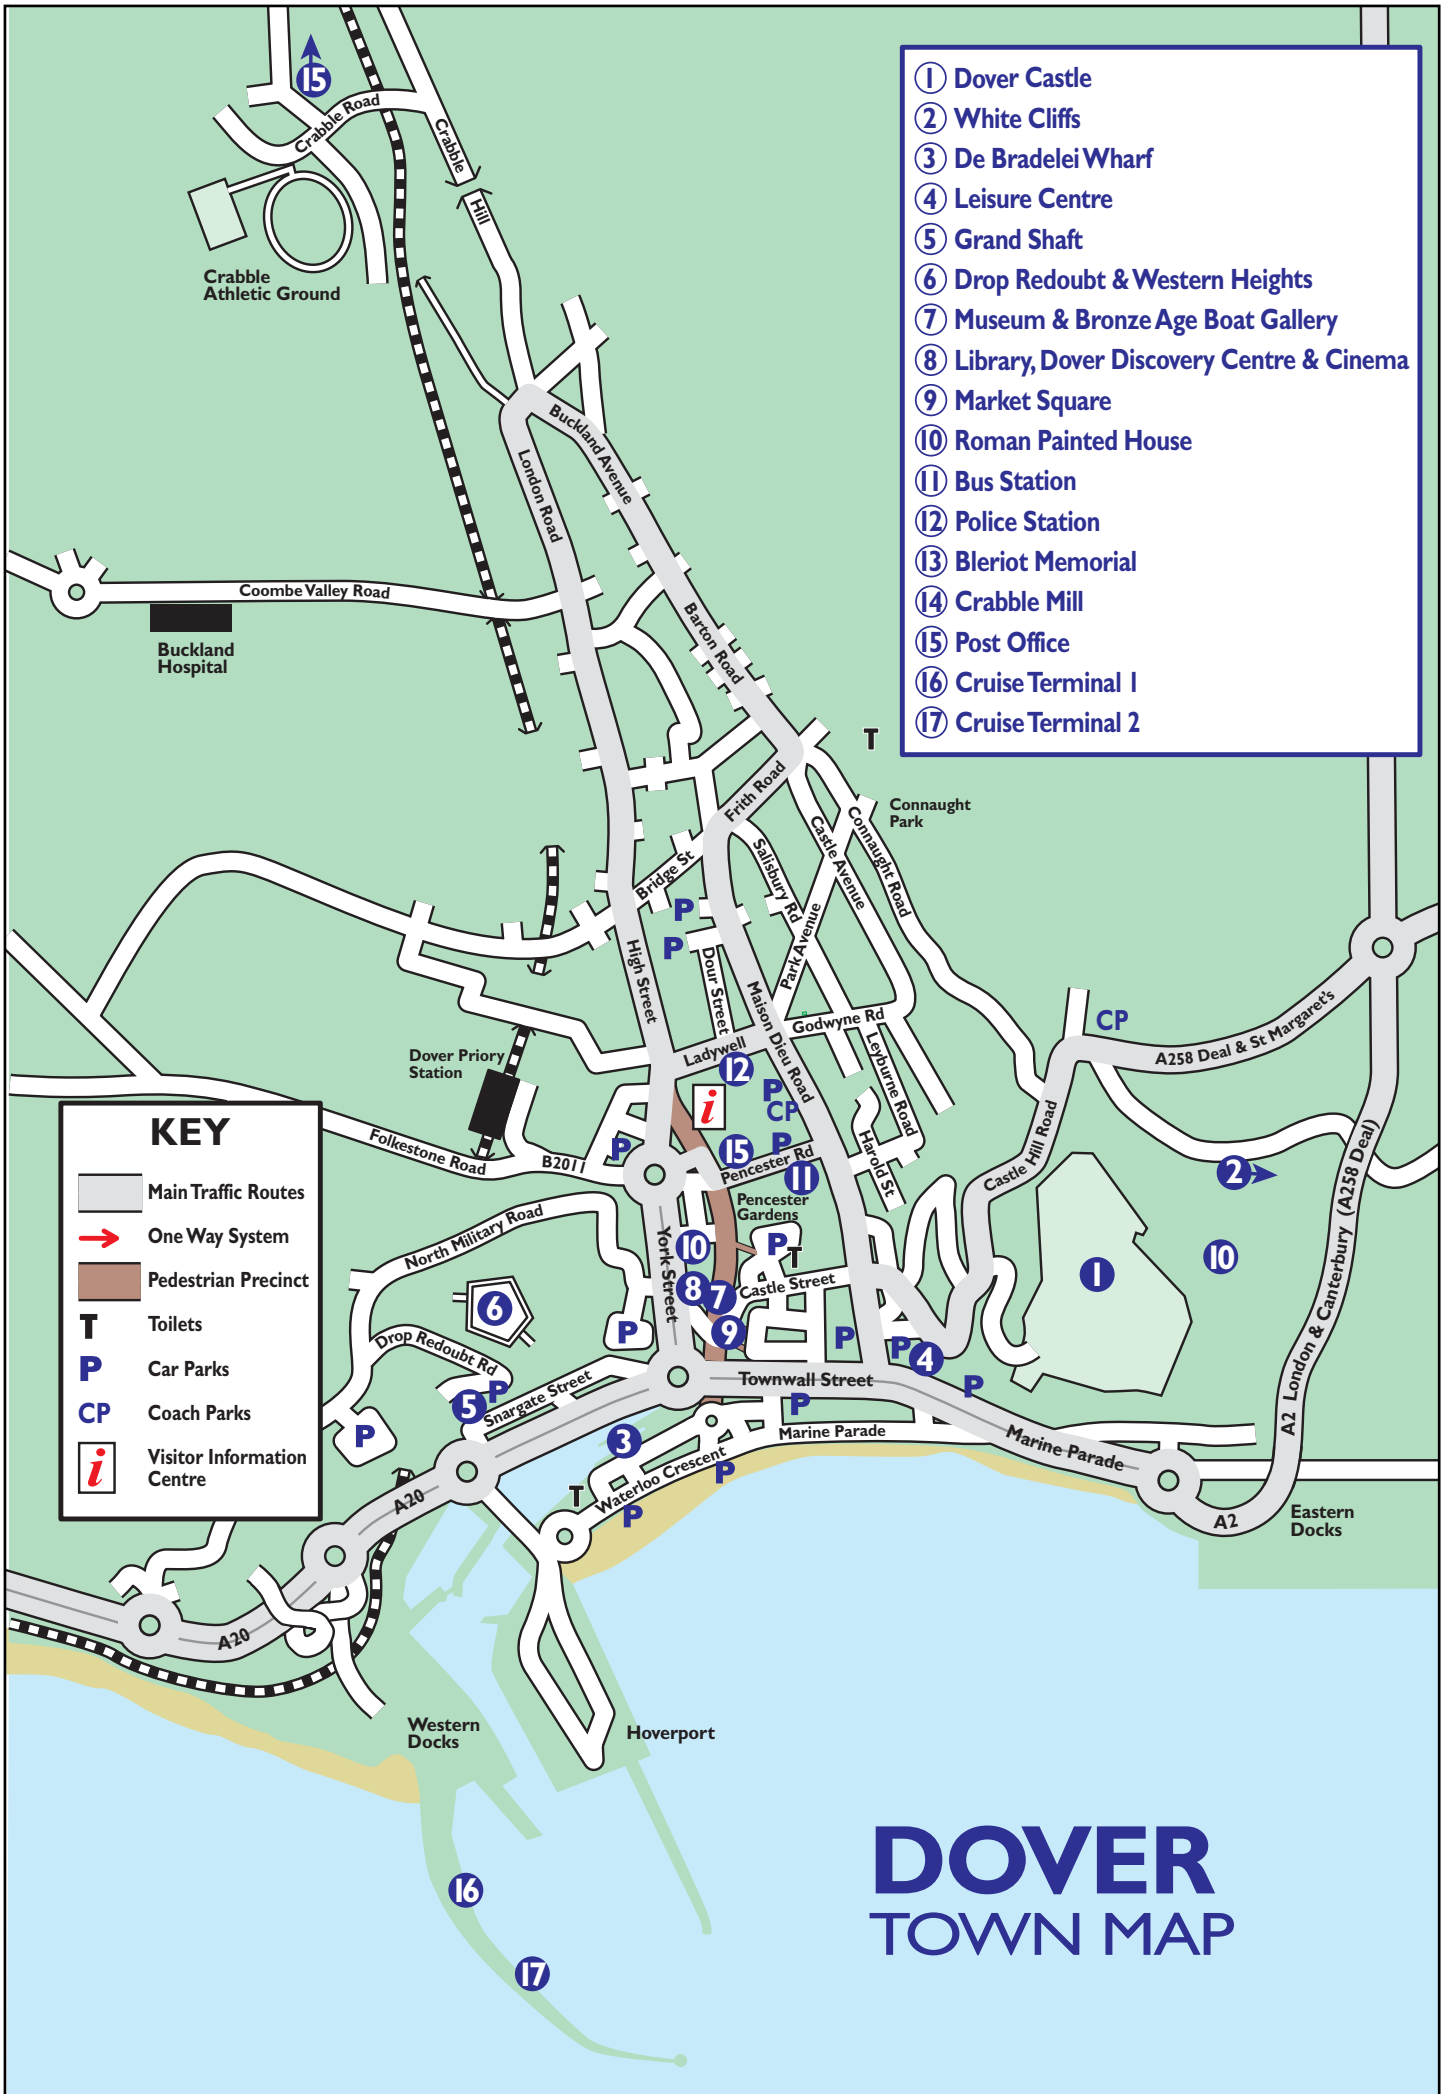 15
Crabble Road
Crabble
Hill
Crabble
Athletic Ground
1 Dover Castle
2 White Cliffs
3 De Bradelei Wharf
4 Leisure Centre
5 Grand Shaft
6 Drop Redoubt & Western Heights
7 Museum & Bronze Age Boat Gallery
8 Library, Dover Discovery Centre & Cinema
9 Market Square
10 Roman Painted House
11 Bus Station
12 Police Station
13 Bleriot Memorial
14 Crabble Mill
15 Post Office
16 Cruise Terminal 1
17 Cruise Terminal 2
Buckland Avenue
London Road
Coombe Valley Road
Buckland
Hospital
Barton Road
T
Connaught
Park
Frith Road
Bridge St
Salisbury Rd
Castle Avenue
Connaught Road
P
P
High Street
Dour Street
Park Avenue
Maison Dieu Road
Godwyne Rd
Ladywell
Leyburne Road
CP
A258 Deal & St Margaret's
Dover Priory
Station
12
P
CP
i
P
15
P
Pencester Rd
11
Harold St
Castle Hill Road
Folkestone Road
B2011
2
A2 London & Canterbury (A258 Deal)
Pencester
Gardens
North Military Road
York Street
10
P
T
10
1
6
8
7
Castle Street
9
P
P
P
4
P
Drop Redoubt Rd
P
5
Snargate Street
Townwall Street
P
P
3
Marine Parade
Marine Parade
Waterloo Crescent
P
T
P
A20
A20
A2
Eastern
Docks
KEY
Main Traffic Routes
One Way System
Pedestrian Precinct
T Toilets
P Car Parks
CP Coach Parks
i Visitor Information
Centre
Western
Docks
Hoverport
16
17
DOVER
TOWN MAP